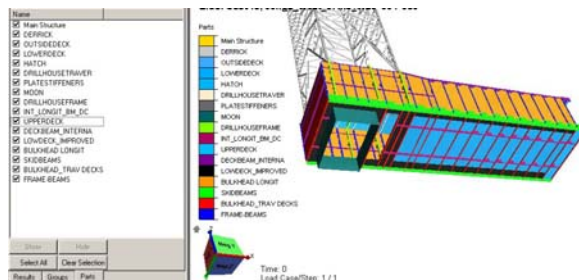 Name
Main Structure
DERRICK
OUTSIDEDECK
LOWERDECK
HATCH
DRILLHOUSETRAVER
PLATESTIFFENERS
MOON
DRILLHOUSEFRAME
INT_LONGIT_BM_DC
UPPERDECK
DECKBEAM_INTERNA
LOWDECK_IMPROVED
BULKHEAD LONGIT
SKIDBEAMS
BULKHEAD_TRAV DECKS
FRAME-BEAMS
Show Hide
Select All Clear Selection
Results Groups Parts
Parts
Main Structure
DERRICK
OUTSIDEDECK
LOWERDECK
HATCH
DRILLHOUSETRAVER
PLATESTIFFENERS
MOON
DRILLHOUSEFRAME
INT_LONGIT_BM_DC
UPPERDECK
DECKBEAM_INTERNA
LOWDECK_IMPROVED
BULKHEAD LONGIT
SKIDBEAMS
BULKHEAD_TRAV DECKS
FRAME-BEAMS
X
Time: 0
Load Case/Step: 1 / 1